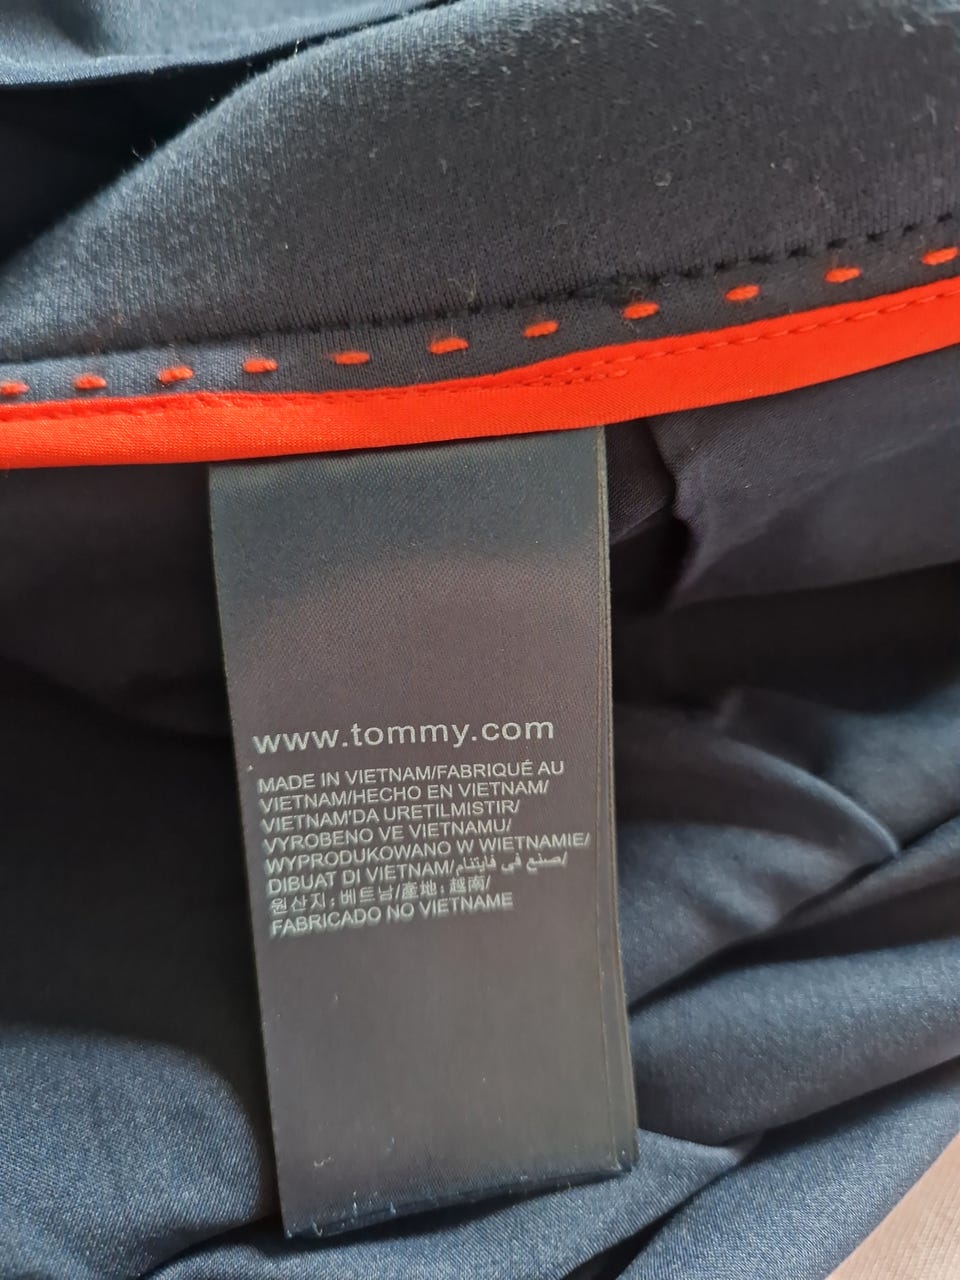 www.tommy.com
MADE IN VIETNAM/FABRIQUÉ AU
VIETNAM/HECHO EN VIETNAM/
VIETNAM'DA URETILMISTIR/
VYROBENO VE VIETNAMU/
WYPRODUKOWANO W WIETNAMIE/
DIBUAT DI VIETNAM/صنع في فايتنام/
원산지 : 베트남/產地 : 越南/
FABRICADO NO VIETNAME